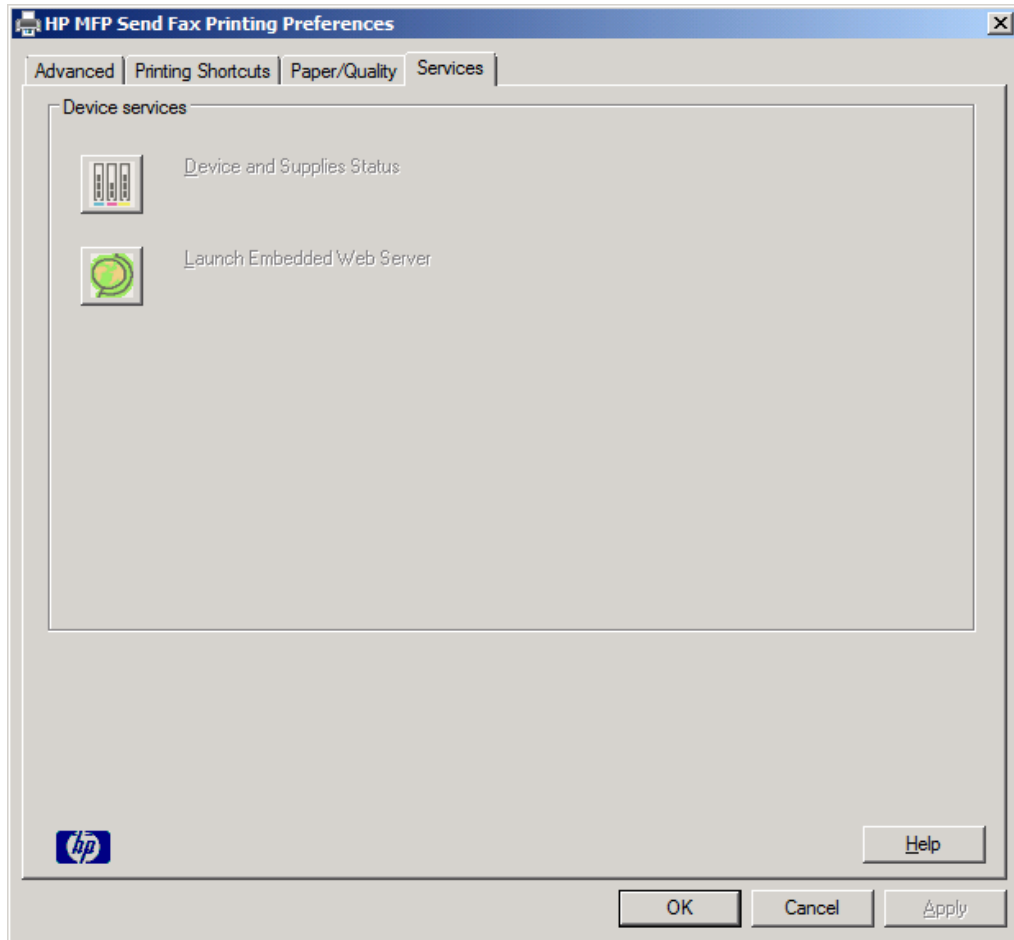 HP MFP Send Fax Printing Preferences
Advanced Printing Shortcuts Paper/Quality Services
Device services
Device and Supplies Status
Launch Embedded Web Server
hp Help
OK Cancel Apply